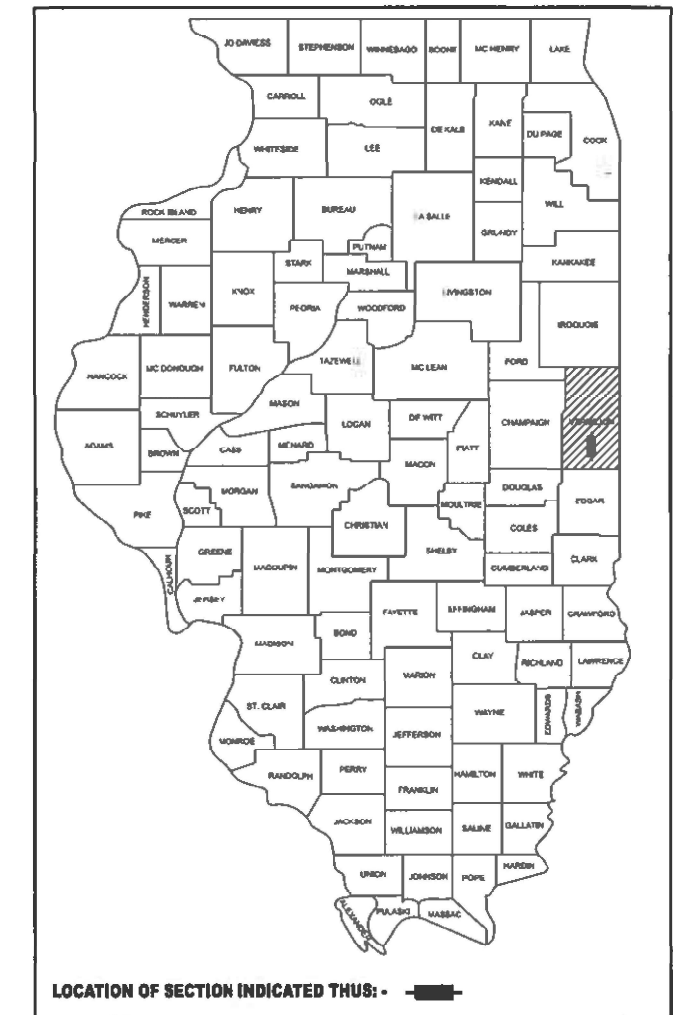 JO DAVIESS STEPHENSON WINNEBAGO BOONE MC HENRY LAKE
CARROLL OGLE DE KALB KANE DU PAGE COOK
WHITESIDE LEE
KENDALL
ROCK ISLAND HENRY BUREAU LA SALLE WILL
MERCER PUTNAM GRUNDY
STARK MARSHALL KANKAKEE
HENDERSON WARREN KNOX PEORIA WOODFORD LIVINGSTON
IROQUOIS
HANCOCK MC DONOUGH FULTON TAZEWELL MC LEAN FORD
MASON
SCHUYLER LOGAN DE WITT CHAMPAIGN VERMILION
ADAMS BROWN CASS MENARD MACON PIATT
MORGAN SANGAMON DOUGLAS
PIKE SCOTT CHRISTIAN MOULTRIE COLES EDGAR
GREENE MACOUPIN MONTGOMERY SHELBY CUMBERLAND CLARK
CALHOUN JERSEY
FAYETTE EFFINGHAM JASPER CRAWFORD
MADISON BOND
CLAY RICHLAND LAWRENCE
CLINTON MARION
ST. CLAIR WAYNE EDWARDS WABASH
MONROE WASHINGTON JEFFERSON
RANDOLPH PERRY FRANKLIN HAMILTON WHITE
JACKSON WILLIAMSON SALINE GALLATIN
UNION JOHNSON POPE HARDIN
ALEXANDER PULASKI MASSAC
LOCATION OF SECTION INDICATED THUS: -